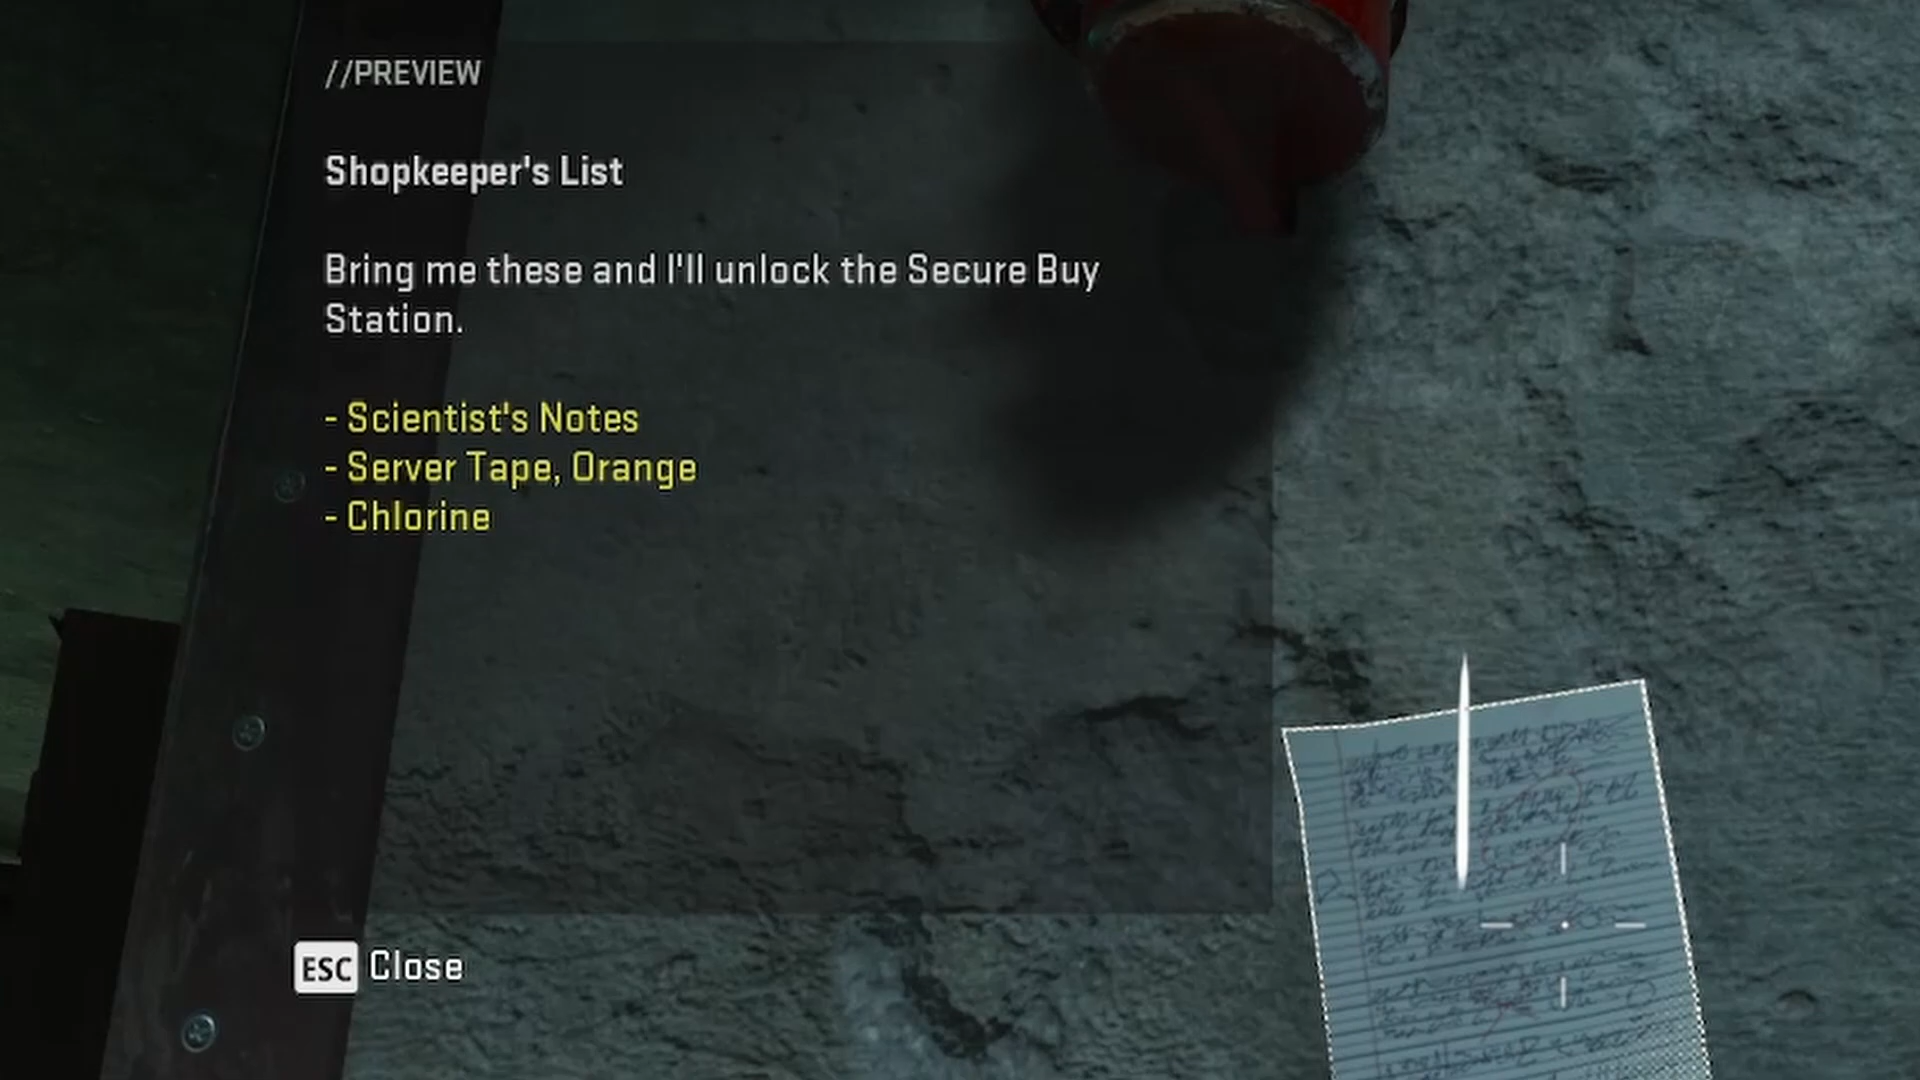 //PREVIEW
Shopkeeper's List
Bring me these and I'll unlock the Secure Buy
Station.
- Scientist's Notes
- Server Tape, Orange
- Chlorine
ESC Close